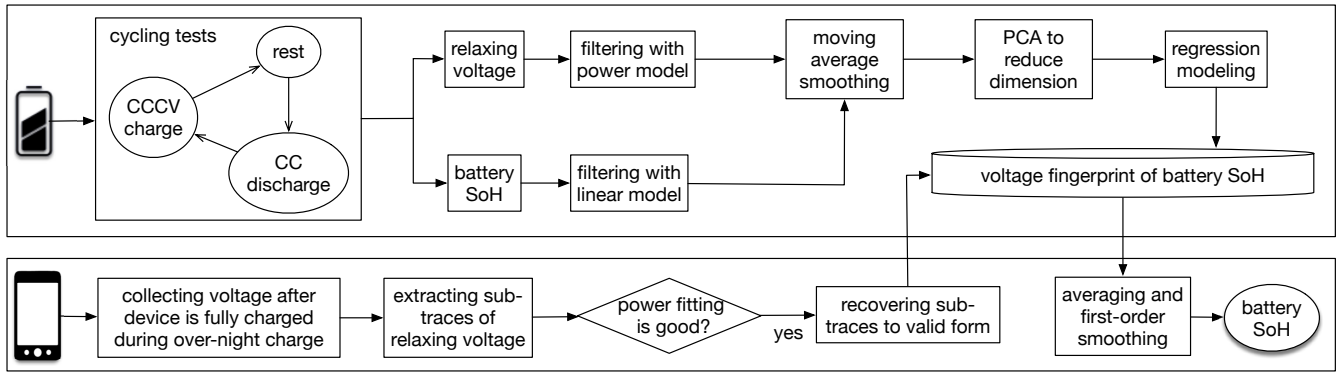 cycling tests
rest
CCCV
charge
CC
discharge
relaxing
voltage
filtering with
power model
moving
average
smoothing
PCA to
reduce
dimension
regression
modeling
battery
SoH
filtering with
linear model
voltage fingerprint of battery SoH
collecting voltage after
device is fully charged
during over-night charge
extracting sub-
traces of
relaxing voltage
power fitting
is good?
yes
recovering sub-
traces to valid form
averaging and
first-order
smoothing
battery
SoH